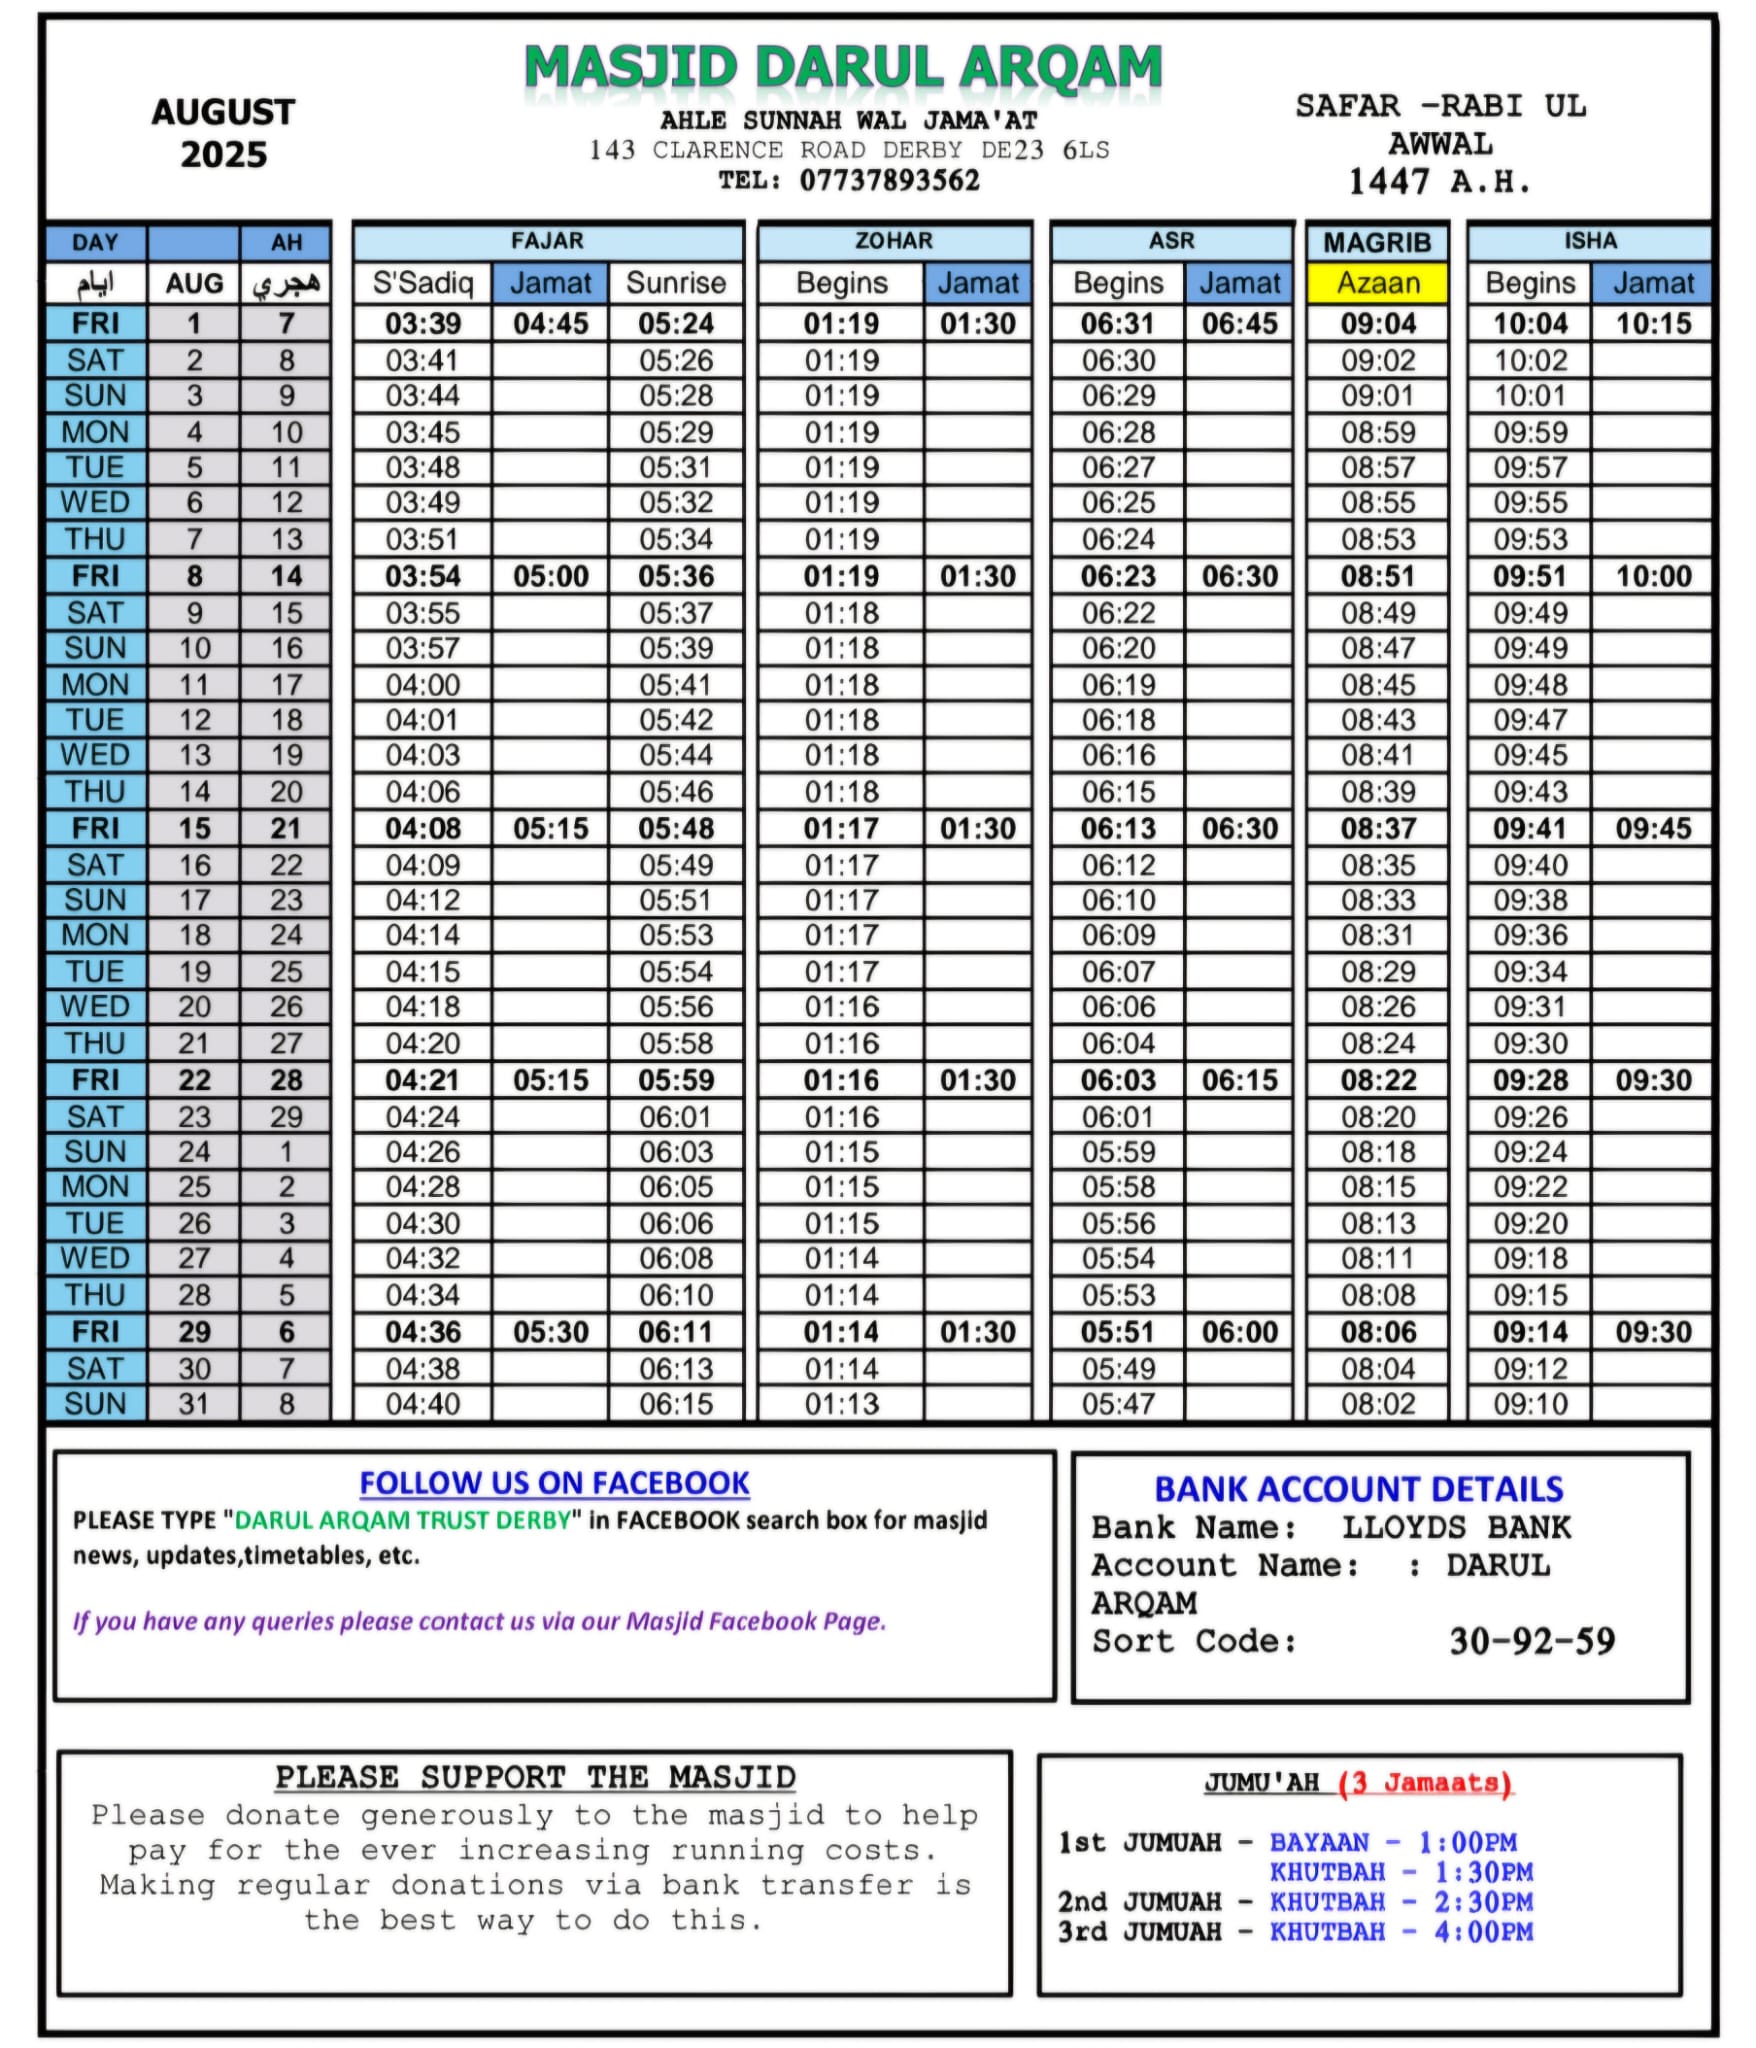 MASJID DARUL ARQAM
AUGUST
2025
AHLE SUNNAH WAL JAMA'AT
143 CLARENCE ROAD DERBY DE23 6LS
TEL: 07737893562
SAFAR –RABI UL
AWWAL
1447 A.H.
DAY AH FAJAR ZOHAR ASR MAGRIB ISHA
ايام AUG هجري S'Sadiq Jamat Sunrise Begins Jamat Begins Jamat Azaan Begins Jamat
FRI 1 7 03:39 04:45 05:24 01:19 01:30 06:31 06:45 09:04 10:04 10:15
SAT 2 8 03:41 05:26 01:19 06:30 09:02 10:02
SUN 3 9 03:44 05:28 01:19 06:29 09:01 10:01
MON 4 10 03:45 05:29 01:19 06:28 08:59 09:59
TUE 5 11 03:48 05:31 01:19 06:27 08:57 09:57
WED 6 12 03:49 05:32 01:19 06:25 08:55 09:55
THU 7 13 03:51 05:34 01:19 06:24 08:53 09:53
FRI 8 14 03:54 05:00 05:36 01:19 01:30 06:23 06:30 08:51 09:51 10:00
SAT 9 15 03:55 05:37 01:18 06:22 08:49 09:49
SUN 10 16 03:57 05:39 01:18 06:20 08:47 09:49
MON 11 17 04:00 05:41 01:18 06:19 08:45 09:48
TUE 12 18 04:01 05:42 01:18 06:18 08:43 09:47
WED 13 19 04:03 05:44 01:18 06:16 08:41 09:45
THU 14 20 04:06 05:46 01:18 06:15 08:39 09:43
FRI 15 21 04:08 05:15 05:48 01:17 01:30 06:13 06:30 08:37 09:41 09:45
SAT 16 22 04:09 05:49 01:17 06:12 08:35 09:40
SUN 17 23 04:12 05:51 01:17 06:10 08:33 09:38
MON 18 24 04:14 05:53 01:17 06:09 08:31 09:36
TUE 19 25 04:15 05:54 01:17 06:07 08:29 09:34
WED 20 26 04:18 05:56 01:16 06:06 08:26 09:31
THU 21 27 04:20 05:58 01:16 06:04 08:24 09:30
FRI 22 28 04:21 05:15 05:59 01:16 01:30 06:03 06:15 08:22 09:28 09:30
SAT 23 29 04:24 06:01 01:16 06:01 08:20 09:26
SUN 24 1 04:26 06:03 01:15 05:59 08:18 09:24
MON 25 2 04:28 06:05 01:15 05:58 08:15 09:22
TUE 26 3 04:30 06:06 01:15 05:56 08:13 09:20
WED 27 4 04:32 06:08 01:14 05:54 08:11 09:18
THU 28 5 04:34 06:10 01:14 05:53 08:08 09:15
FRI 29 6 04:36 05:30 06:11 01:14 01:30 05:51 06:00 08:06 09:14 09:30
SAT 30 7 04:38 06:13 01:14 05:49 08:04 09:12
SUN 31 8 04:40 06:15 01:13 05:47 08:02 09:10
FOLLOW US ON FACEBOOK
PLEASE TYPE "DARUL ARQAM TRUST DERBY" in FACEBOOK search box for masjid
news, updates,timetables, etc.
If you have any queries please contact us via our Masjid Facebook Page.
BANK ACCOUNT DETAILS
Bank Name: LLOYDS BANK
Account Name: : DARUL
ARQAM
Sort Code: 30-92-59
PLEASE SUPPORT THE MASJID
Please donate generously to the masjid to help
pay for the ever increasing running costs.
Making regular donations via bank transfer is
the best way to do this.
JUMU'AH (3 Jamaats)
1st JUMUAH – BAYAAN – 1:00PM
KHUTBAH – 1:30PM
2nd JUMUAH – KHUTBAH – 2:30PM
3rd JUMUAH – KHUTBAH – 4:00PM